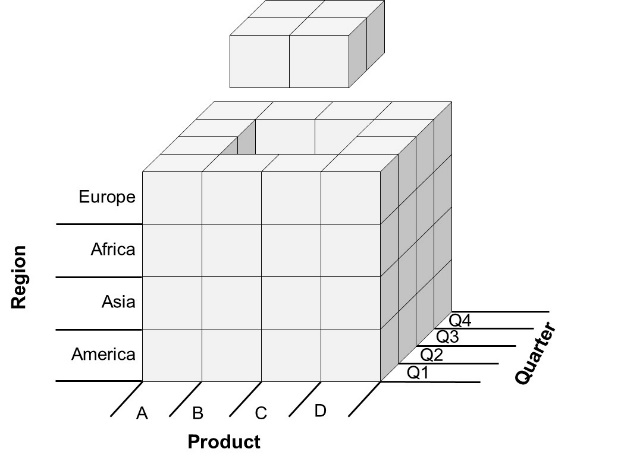 Region
Europe
Africa
Asia
America
Q4
Q3
Q2
Q1
Quarter
A B C D
Product